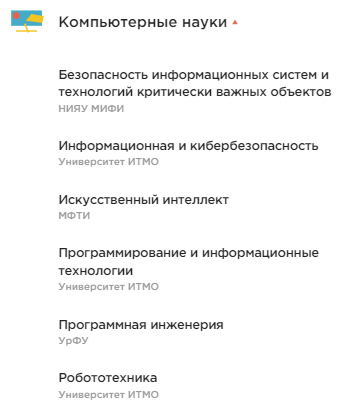 Компьютерные науки
Безопасность информационных систем и
технологий критически важных объектов
НИЯУ МИФИ
Информационная и кибербезопасность
Университет ИТМО
Искусственный интеллект
МФТИ
Программирование и информационные
технологии
Университет ИТМО
Программная инженерия
УрФУ
Робототехника
Университет ИТМО